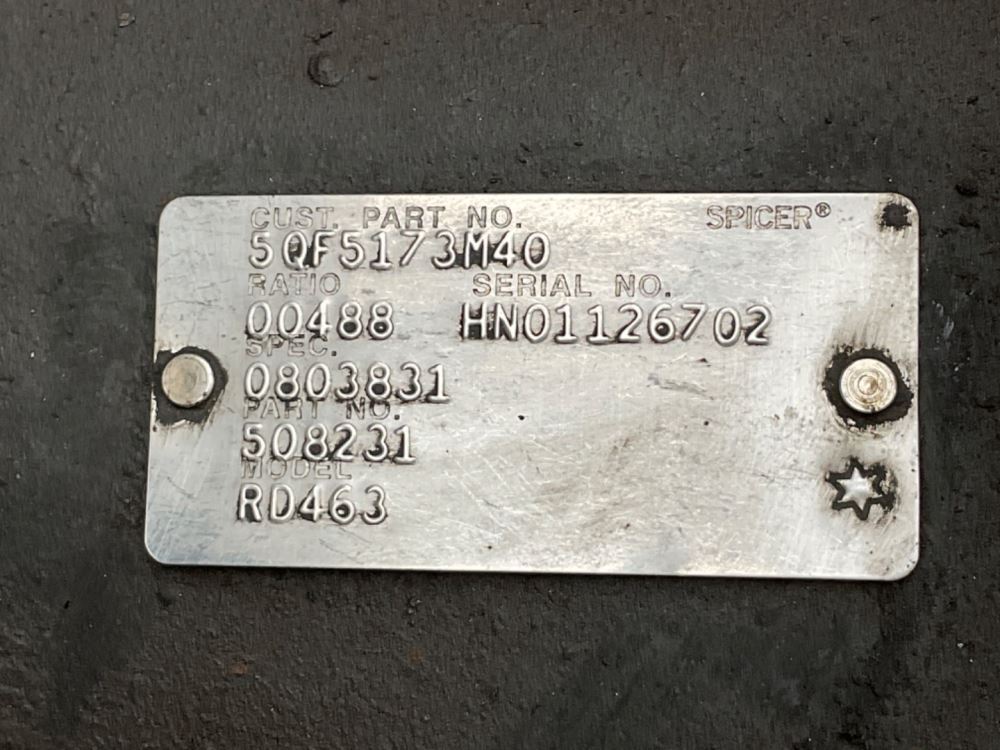 CUST. PART NO. SPICER®
5QF5173M40
RATIO SERIAL NO.
00488 HN01126702
SPEC.
0803831
PART NO.
508231
MODEL
RD463